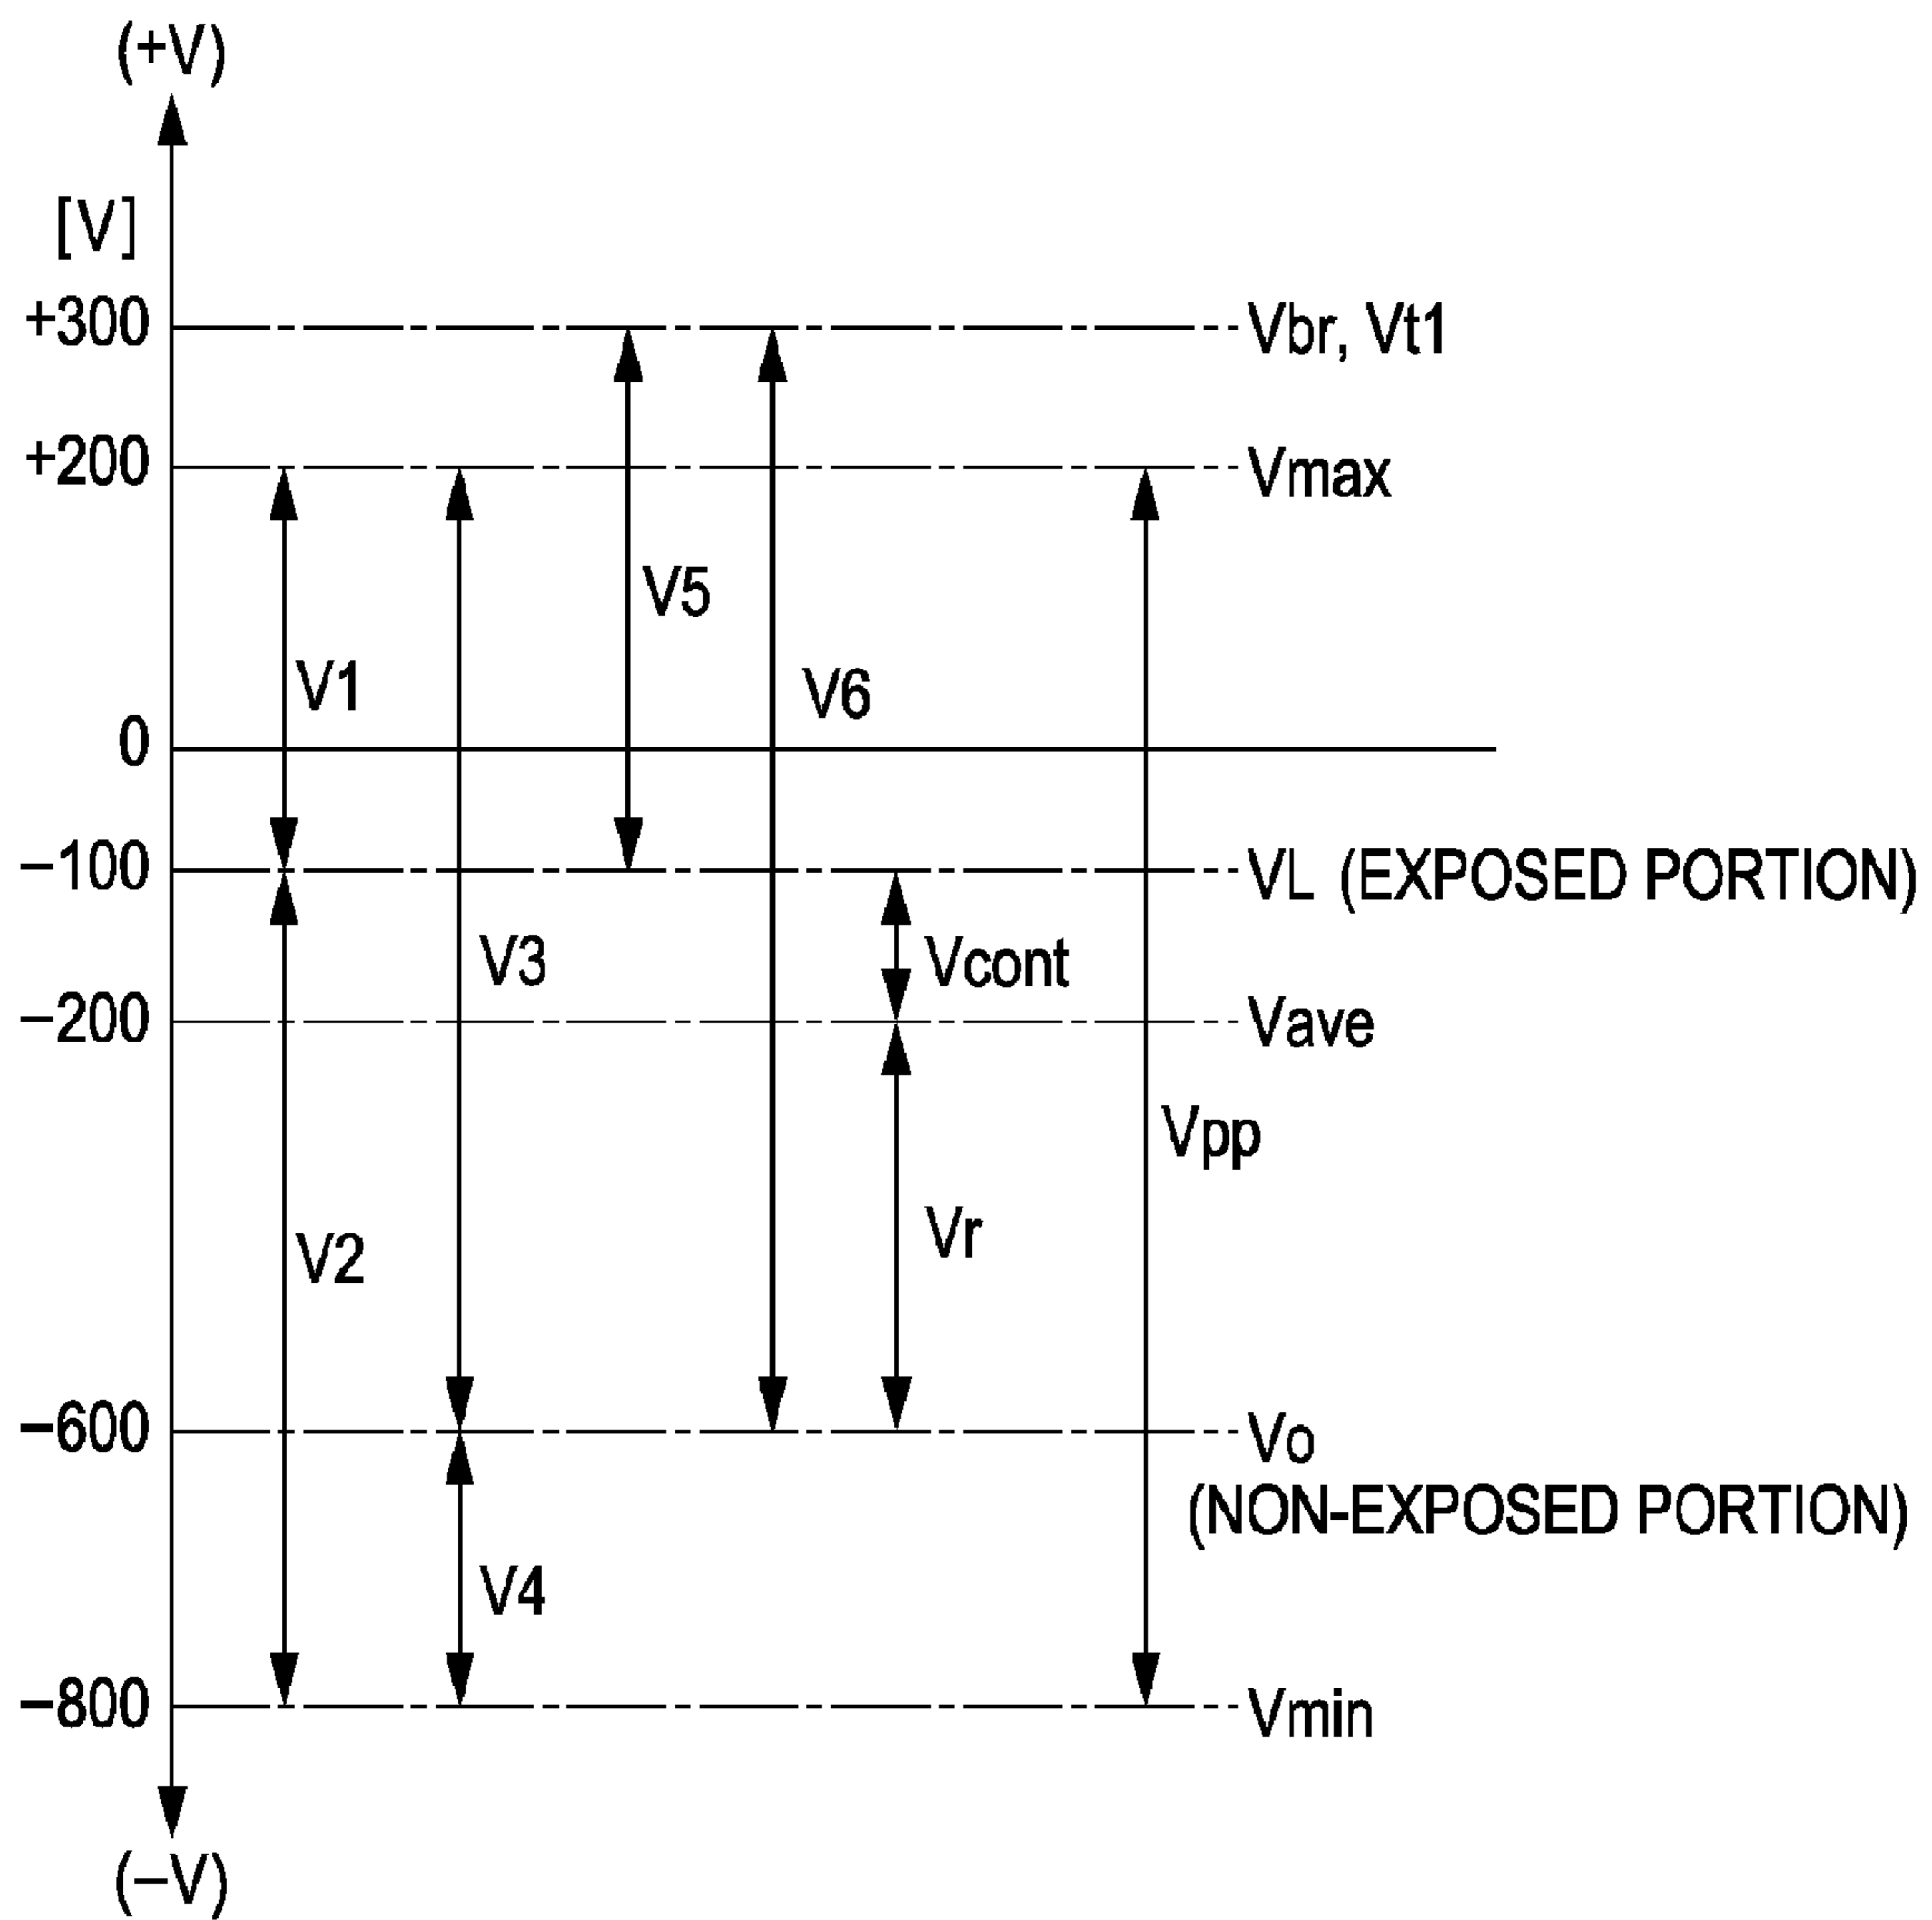 (+V)
[V]
+300
Vbr, Vt1
+200
Vmax
V5
V1
V6
0
−100
VL (EXPOSED PORTION)
V3
Vcont
−200
Vave
Vpp
Vr
V2
−600
Vo
(NON-EXPOSED PORTION)
V4
−800
Vmin
(−V)